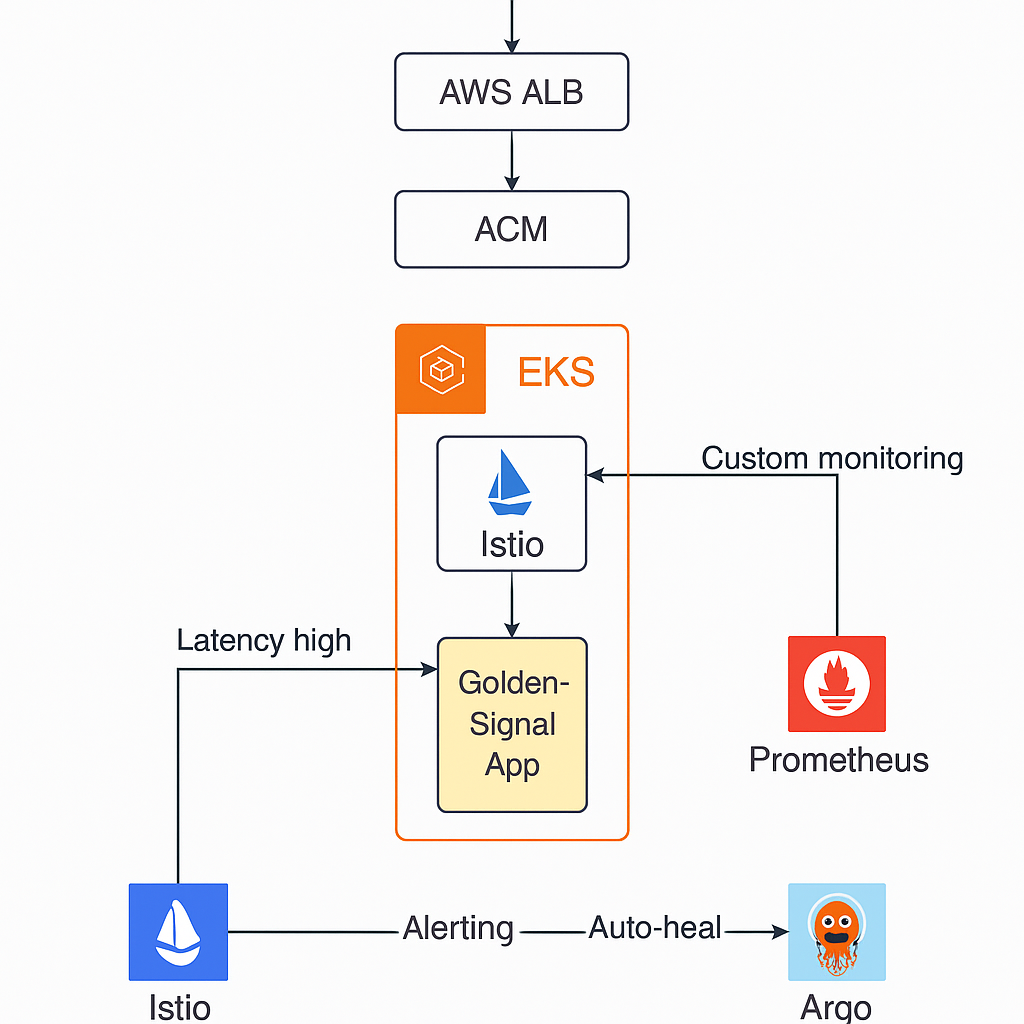 AWS ALB
ACM
EKS
Custom monitoring
Istio
Latency high
Golden-
Signal
App
Prometheus
Alerting
Auto-heal
Istio
Argo